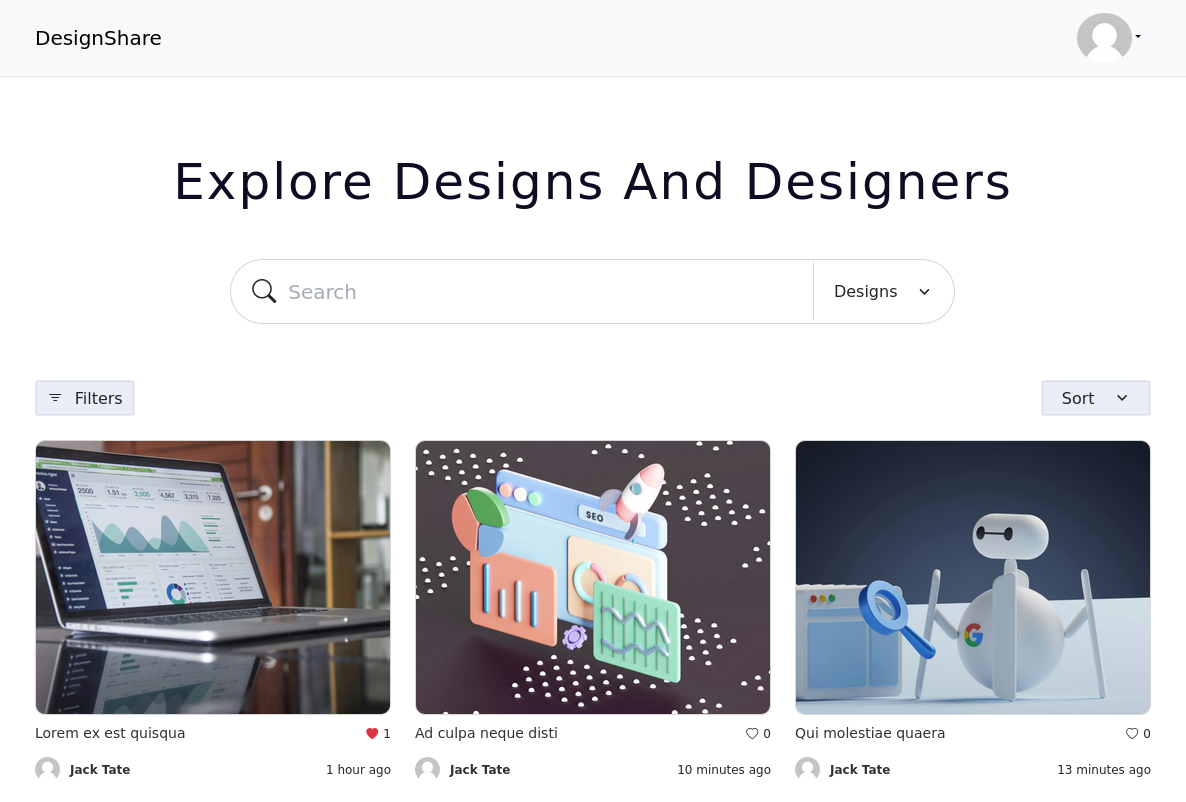 DesignShare
Explore Designs And Designers
Search
Designs
Filters
Sort
2500
1.51
2,500
4,567
2,315
7,325
SEO
G
Lorem ex est quisqua
1
Ad culpa neque disti
0
Qui molestiae quaera
0
Jack Tate
1 hour ago
Jack Tate
10 minutes ago
Jack Tate
13 minutes ago